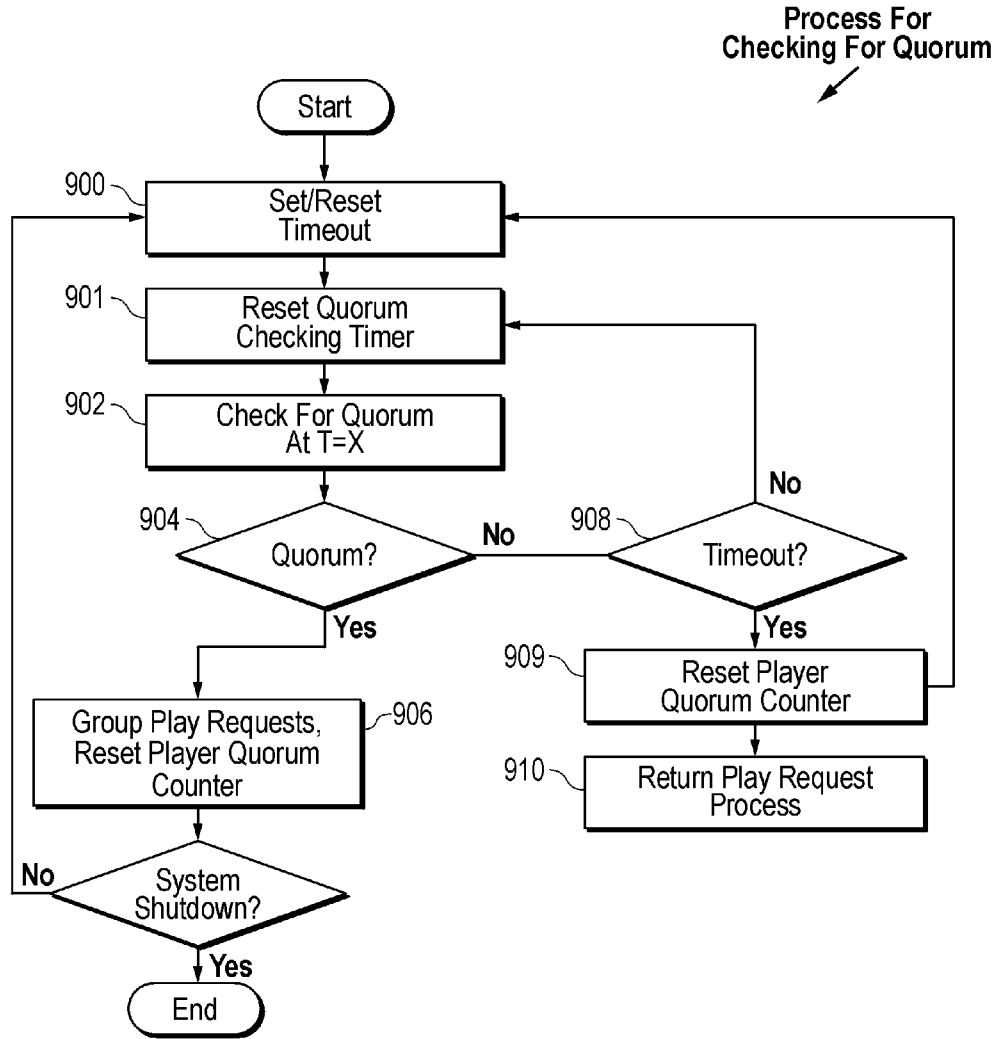 Process For
Checking For Quorum
Start
900
Set/Reset
Timeout
901
Reset Quorum
Checking Timer
902
Check For Quorum
At T=X
904
Quorum?
No
908
Timeout?
No
Yes
Yes
909
Reset Player
Quorum Counter
906
Group Play Requests,
Reset Player Quorum
Counter
910
Return Play Request
Process
No
System
Shutdown?
Yes
End